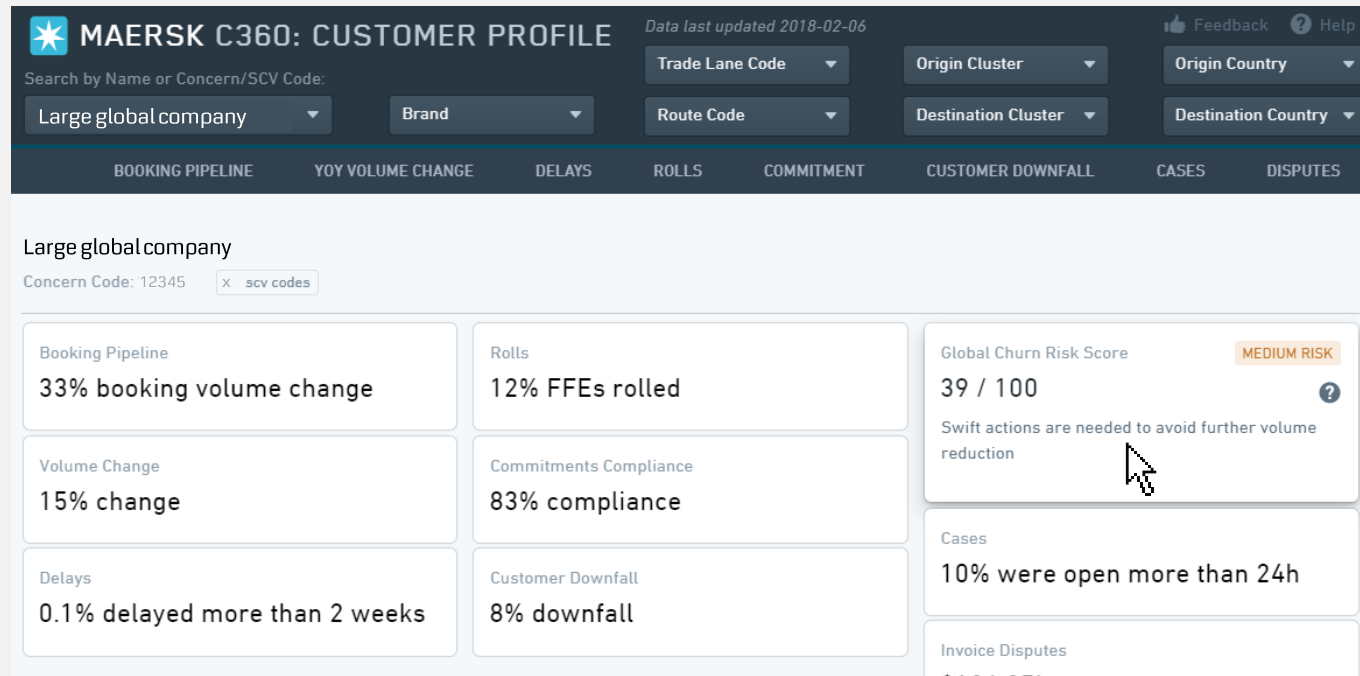 MAERSK C360: CUSTOMER PROFILE
Data last updated 2018-02-06
Feedback
Help
Search by Name or Concern/SCV Code:
Trade Lane Code
Origin Cluster
Origin Country
Large global company
Brand
Route Code
Destination Cluster
Destination Country
BOOKING PIPELINE
YOY VOLUME CHANGE
DELAYS
ROLLS
COMMITMENT
CUSTOMER DOWNFALL
CASES
DISPUTES
Large global company
Concern Code: 12345
x scv codes
Booking Pipeline
33% booking volume change
Rolls
12% FFEs rolled
Global Churn Risk Score
MEDIUM RISK
39 / 100
?
Swift actions are needed to avoid further volume
reduction
Volume Change
15% change
Commitments Compliance
83% compliance
Cases
10% were open more than 24h
Delays
0.1% delayed more than 2 weeks
Customer Downfall
8% downfall
Invoice Disputes